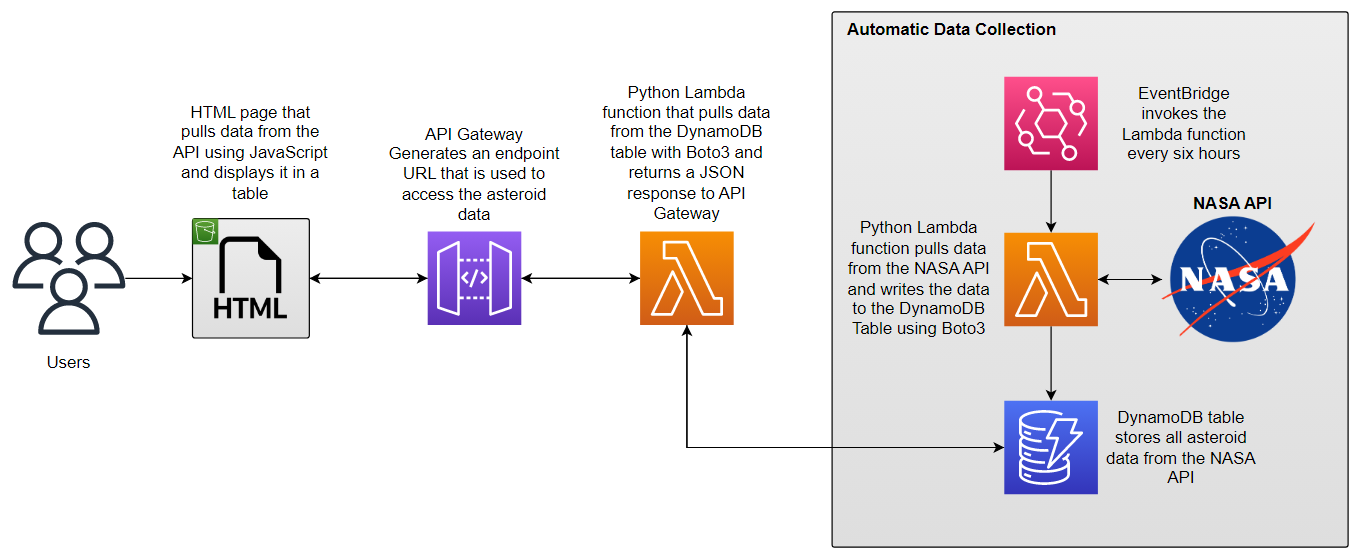 Automatic Data Collection
HTML page that
pulls data from the
API using JavaScript
and displays it in a
table
API Gateway
Generates an endpoint
URL that is used to
access the asteroid
data
Python Lambda
function that pulls data
from the DynamoDB
table with Boto3 and
returns a JSON
response to API
Gateway
EventBridge
invokes the
Lambda function
every six hours
NASA API
Python Lambda
function pulls data
from the NASA API
and writes the data
to the DynamoDB
Table using Boto3
NASA
HTML
</>
Users
DynamoDB table
stores all asteroid
data from the NASA
API